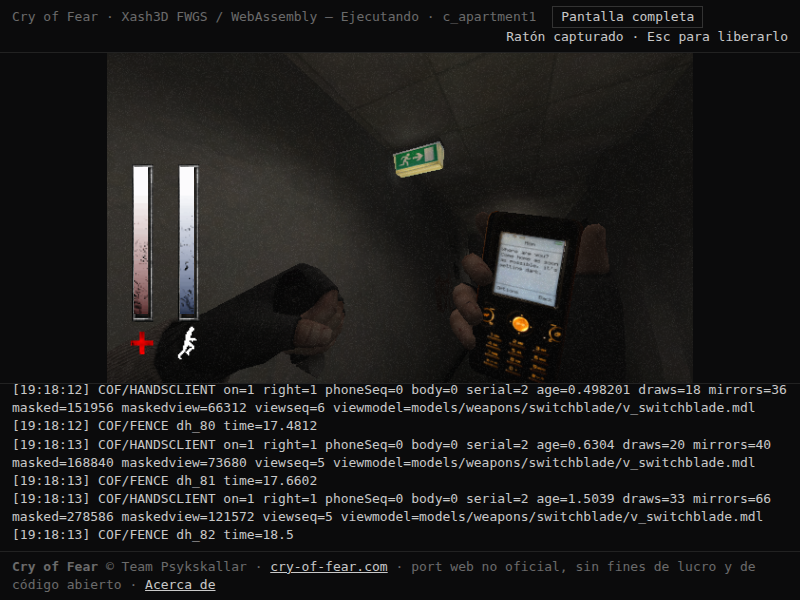 Cry of Fear · Xash3D FWGS / WebAssembly — Ejecutando · c_apartment1
Pantalla completa
Ratón capturado · Esc para liberarlo
[19:18:12] COF/HANDSCLIENT on=1 right=1 phoneSeq=0 body=0 serial=2 age=0.498201 draws=18 mirrors=36
masked=151956 maskedview=66312 viewseq=6 viewmodel=models/weapons/switchblade/v_switchblade.mdl
[19:18:12] COF/FENCE dh_80 time=17.4812
[19:18:13] COF/HANDSCLIENT on=1 right=1 phoneSeq=0 body=0 serial=2 age=0.6304 draws=20 mirrors=40
masked=168840 maskedview=73680 viewseq=5 viewmodel=models/weapons/switchblade/v_switchblade.mdl
[19:18:13] COF/FENCE dh_81 time=17.6602
[19:18:13] COF/HANDSCLIENT on=1 right=1 phoneSeq=0 body=0 serial=2 age=1.5039 draws=33 mirrors=66
masked=278586 maskedview=121572 viewseq=5 viewmodel=models/weapons/switchblade/v_switchblade.mdl
[19:18:13] COF/FENCE dh_82 time=18.5
Cry of Fear © Team Psykskallar · cry-of-fear.com · port web no oficial, sin fines de lucro y de
código abierto · Acerca de